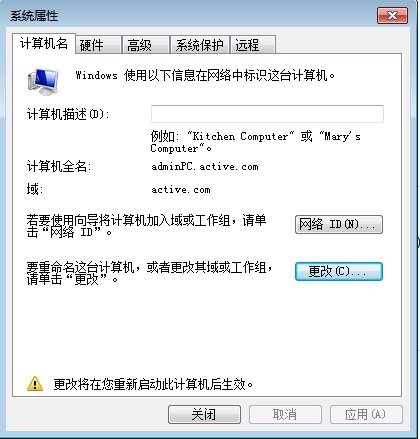 系统属性
计算机名 硬件 高级 系统保护 远程
Windows 使用以下信息在网络中标识这台计算机。
计算机描述(D):
例如: "Kitchen Computer" 或 "Mary's
Computer"。
计算机全名: adminPC.active.com
域: active.com
若要使用向导将计算机加入域或工作组，请单
击“网络 ID”。
网络 ID(N)...
要重命名这台计算机，或者更改其域或工作组，
请单击“更改”。
更改(C)...
更改将在您重新启动此计算机后生效。
关闭 取消 应用(A)